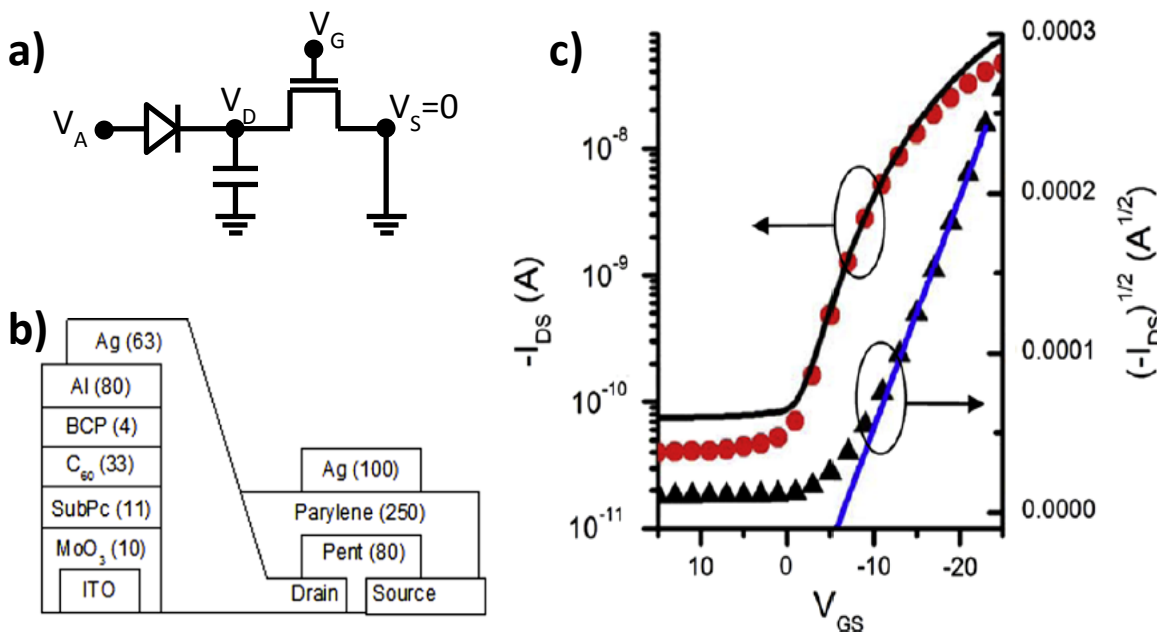 a)
V_G
V_A
V_D
V_S=0
b)
Ag (63)
Al (80)
BCP (4)
C₆₀ (33)
SubPc (11)
MoO₃ (10)
ITO
Ag (100)
Parylene (250)
Pent (80)
Drain
Source
c)
-I_DS (A)
10⁻⁸
10⁻⁹
10⁻¹⁰
10⁻¹¹
10
0
-10
-20
V_GS
0.0003
0.0002
0.0001
0.0000
(-I_DS)^1/2 (A^1/2)